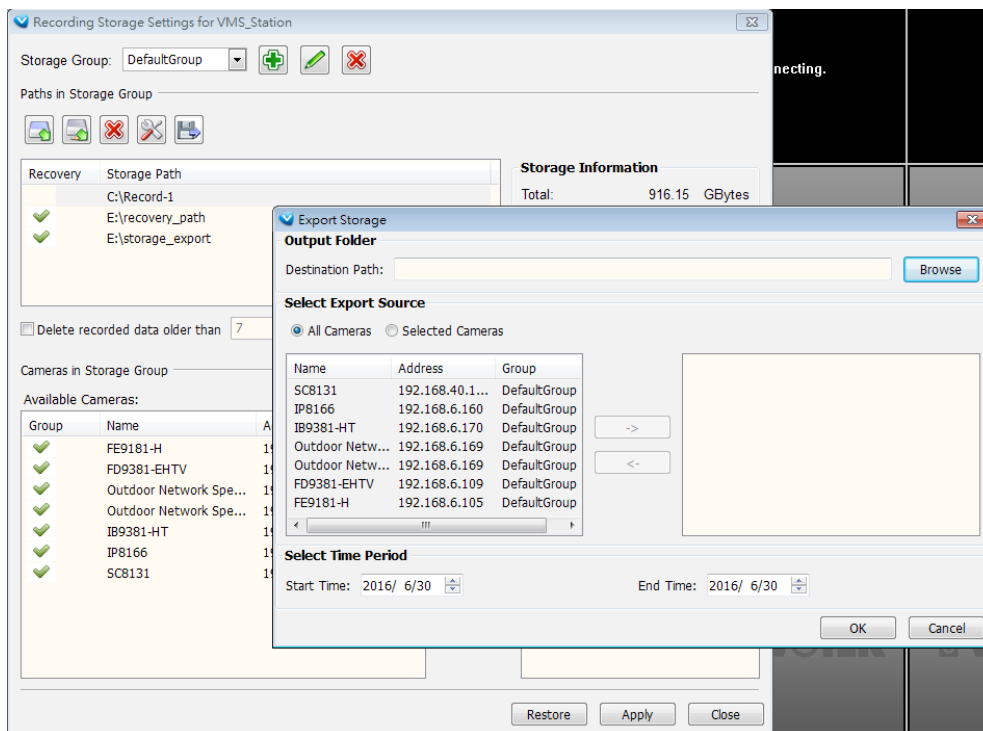 Recording Storage Settings for VMS_Station
Storage Group: DefaultGroup
necting.
Paths in Storage Group
Recovery Storage Path
C:\Record-1
E:\recovery_path
E:\storage_export
Storage Information
Total: 916.15 GBytes
Delete recorded data older than 7
Cameras in Storage Group
Available Cameras:
Group Name A
FE9181-H 19
FD9381-EHTV 19
Outdoor Network Spe... 19
Outdoor Network Spe... 19
IB9381-HT 19
IP8166 19
SC8131 19
Export Storage
Output Folder
Destination Path: Browse
Select Export Source
All Cameras Selected Cameras
Name Address Group
SC8131 192.168.40.1... DefaultGroup
IP8166 192.168.6.160 DefaultGroup
IB9381-HT 192.168.6.170 DefaultGroup
Outdoor Netw... 192.168.6.169 DefaultGroup
Outdoor Netw... 192.168.6.169 DefaultGroup
FD9381-EHTV 192.168.6.109 DefaultGroup
FE9181-H 192.168.6.105 DefaultGroup
->
<-
Select Time Period
Start Time: 2016/ 6/30 End Time: 2016/ 6/30
OK Cancel
Restore Apply Close